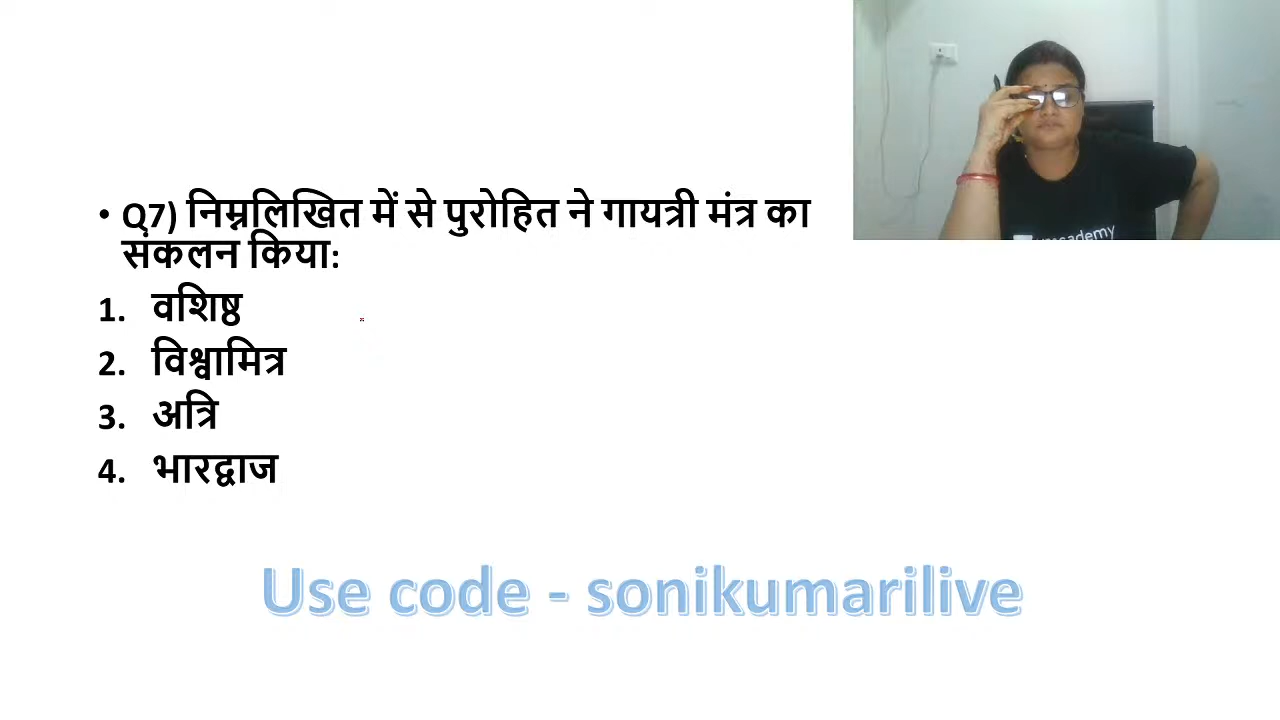 • Q7) निम्नलिखित में से पुरोहित ने गायत्री मंत्र का
संकलन किया:
1. वशिष्ठ
2. विश्वामित्र
3. अत्रि
4. भारद्वाज
Use code - sonikumarilive